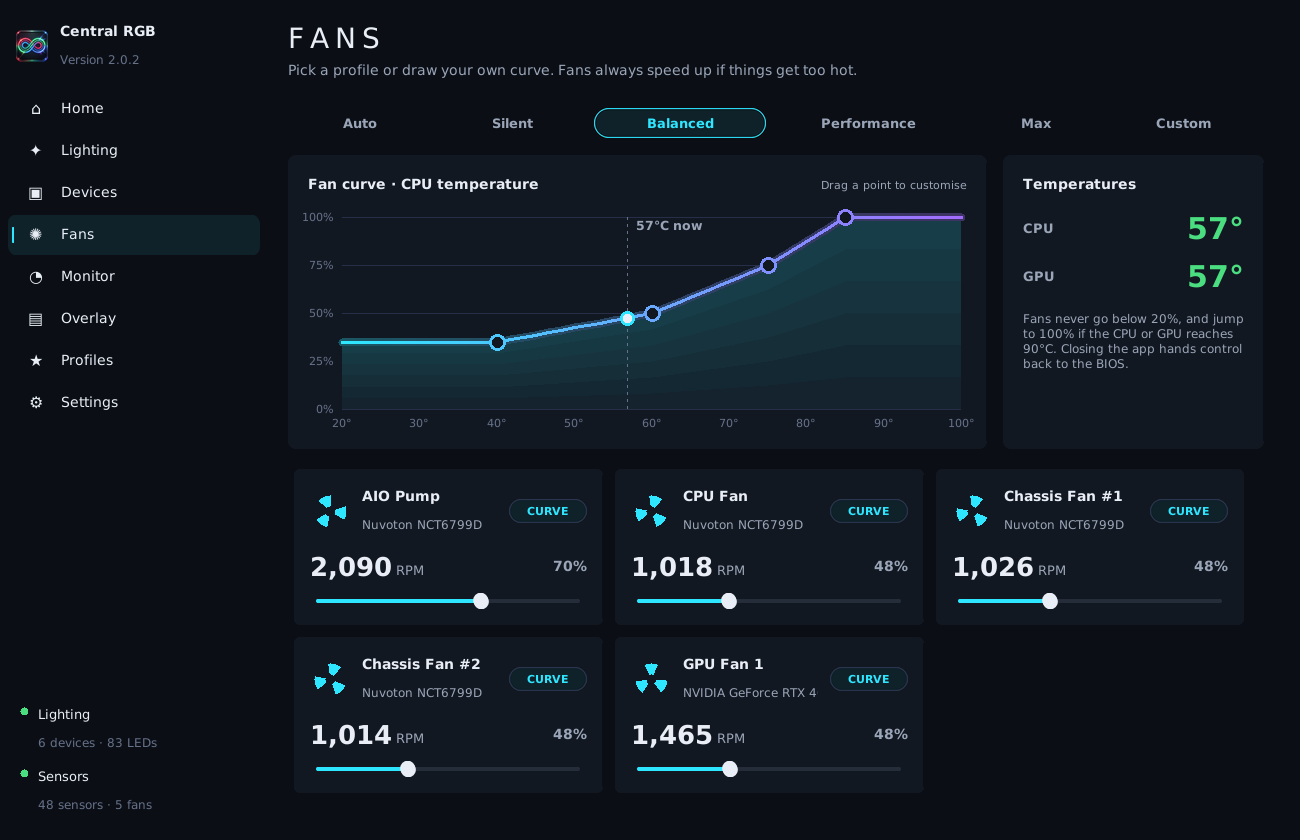 Central RGB
Version 2.0.2
Home
Lighting
Devices
Fans
Monitor
Overlay
Profiles
Settings
Lighting
6 devices · 83 LEDs
Sensors
48 sensors · 5 fans
FANS
Pick a profile or draw your own curve. Fans always speed up if things get too hot.
Auto Silent Balanced Performance Max Custom
Fan curve · CPU temperature
Drag a point to customise
100%
57°C now
75%
50%
25%
0%
20° 30° 40° 50° 60° 70° 80° 90° 100°
Temperatures
CPU 57°
GPU 57°
Fans never go below 20%, and jump
to 100% if the CPU or GPU reaches
90°C. Closing the app hands control
back to the BIOS.
AIO Pump
Nuvoton NCT6799D
CURVE
2,090 RPM 70%
CPU Fan
Nuvoton NCT6799D
CURVE
1,018 RPM 48%
Chassis Fan #1
Nuvoton NCT6799D
CURVE
1,026 RPM 48%
Chassis Fan #2
Nuvoton NCT6799D
CURVE
1,014 RPM 48%
GPU Fan 1
NVIDIA GeForce RTX 4
CURVE
1,465 RPM 48%